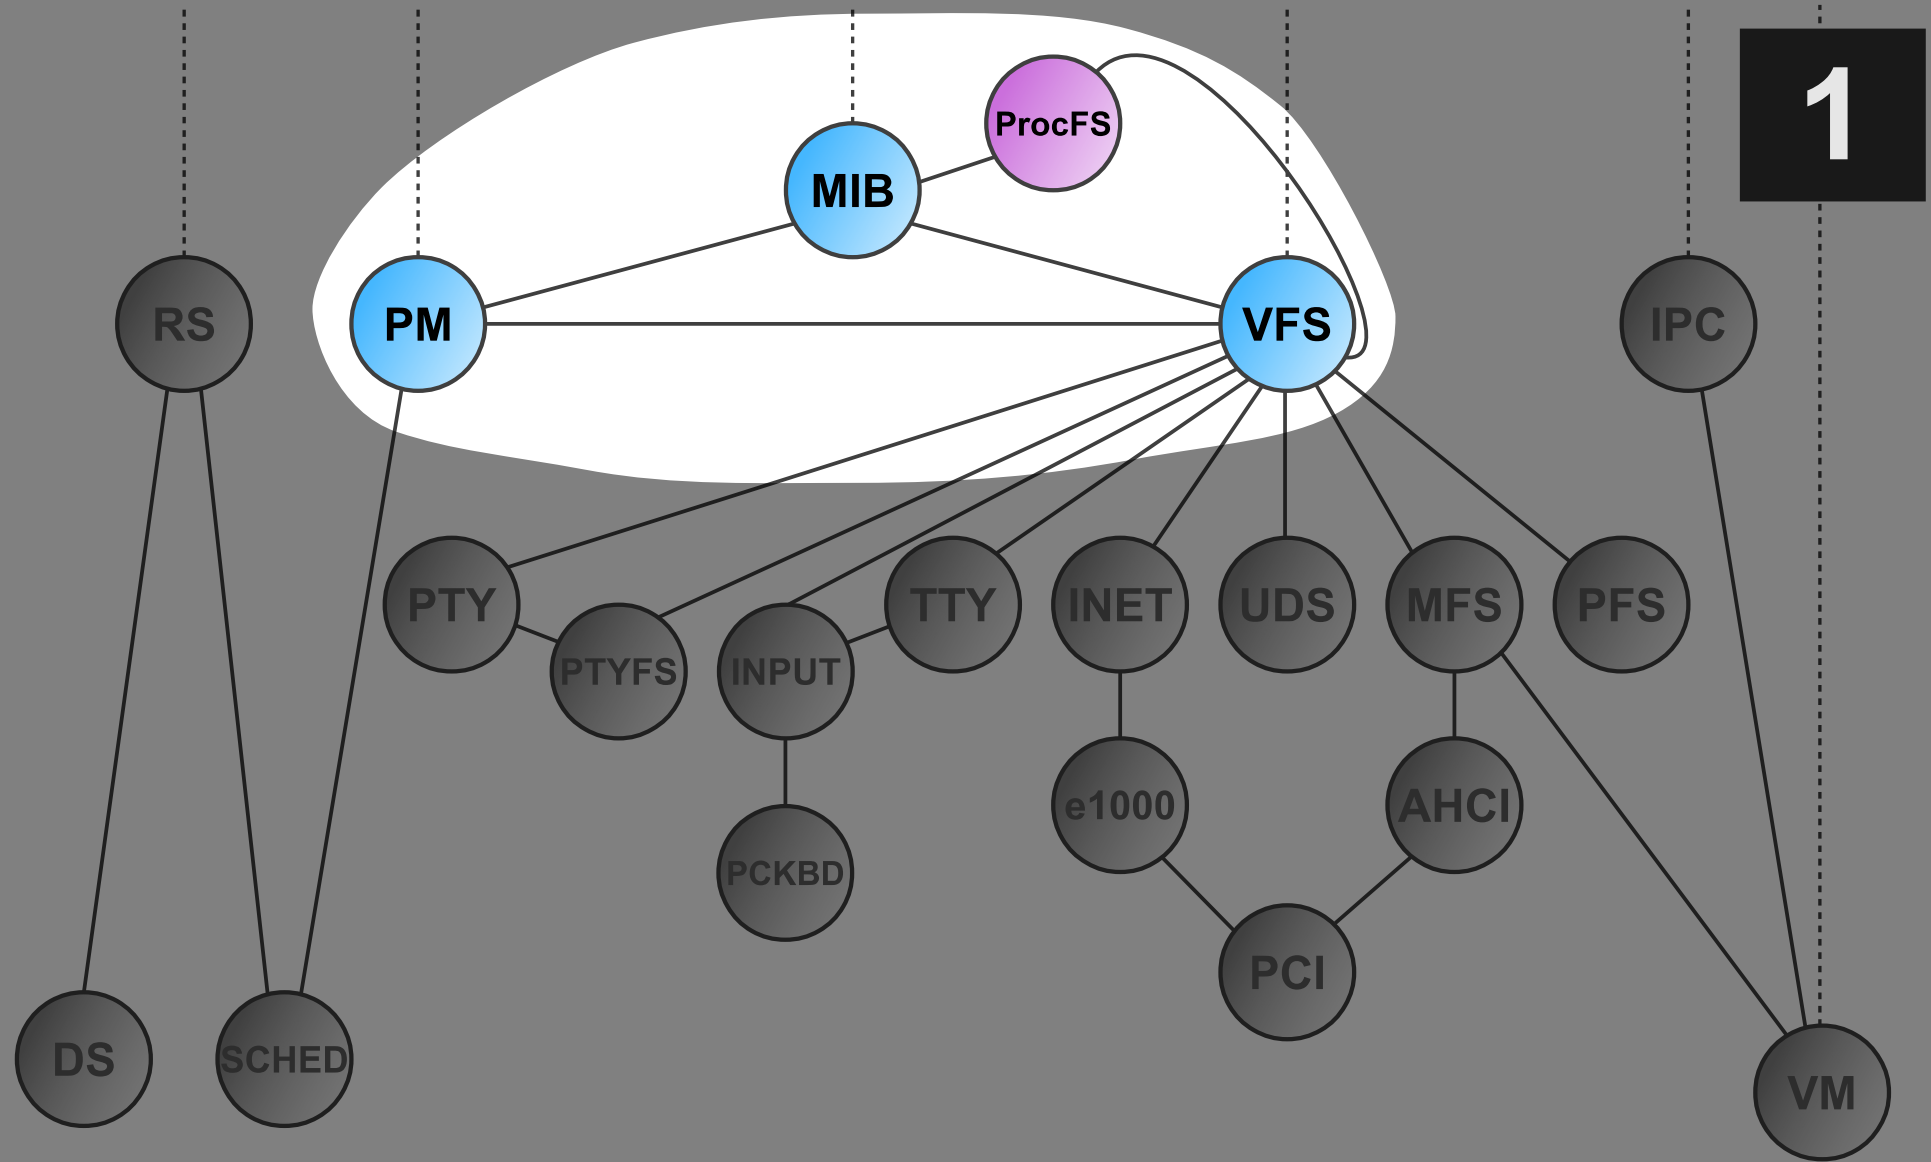 1
ProcFS
MIB
RS
PM
VFS
IPC
PTY
TTY
INET
UDS
MFS
PFS
PTYFS
INPUT
e1000
AHCI
PCKBD
PCI
DS
SCHED
VM